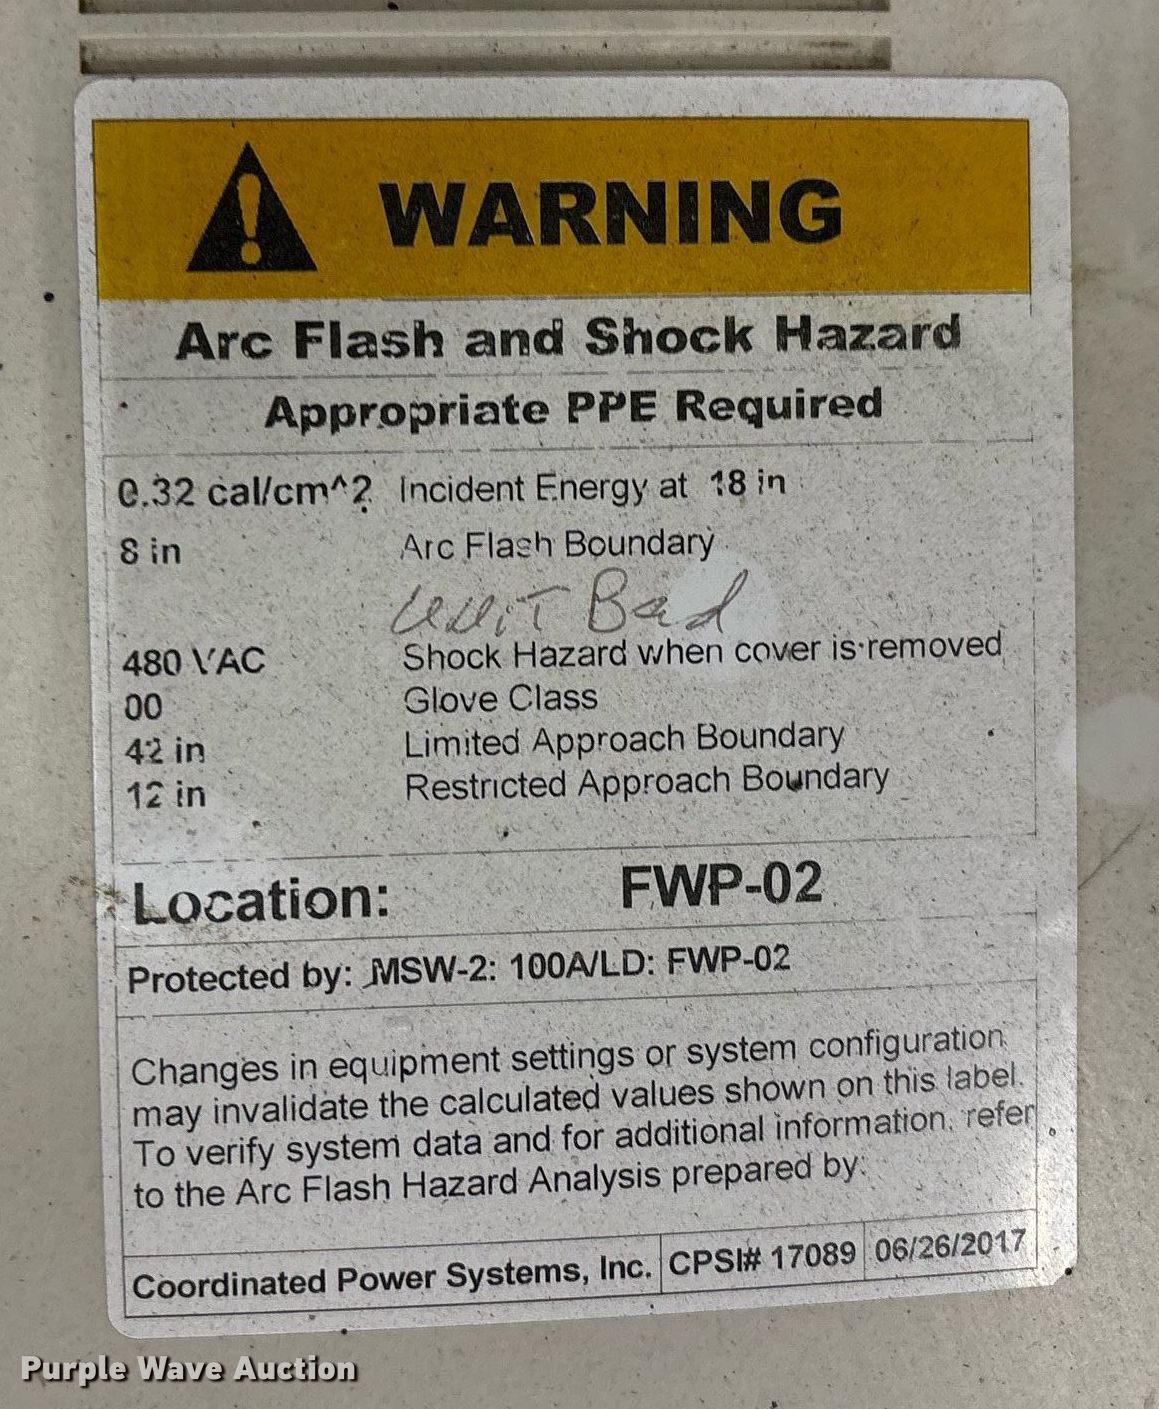 WARNING
Arc Flash and Shock Hazard
Appropriate PPE Required
0.32 cal/cm^2 Incident Energy at 18 in
8 in Arc Flash Boundary
Unit Bad
480 VAC Shock Hazard when cover is removed
00 Glove Class
42 in Limited Approach Boundary
12 in Restricted Approach Boundary
Location: FWP-02
Protected by: MSW-2: 100A/LD: FWP-02
Changes in equipment settings or system configuration
may invalidate the calculated values shown on this label.
To verify system data and for additional information, refer
to the Arc Flash Hazard Analysis prepared by:
Coordinated Power Systems, Inc. CPSI# 17089 06/26/2017
Purple Wave Auction